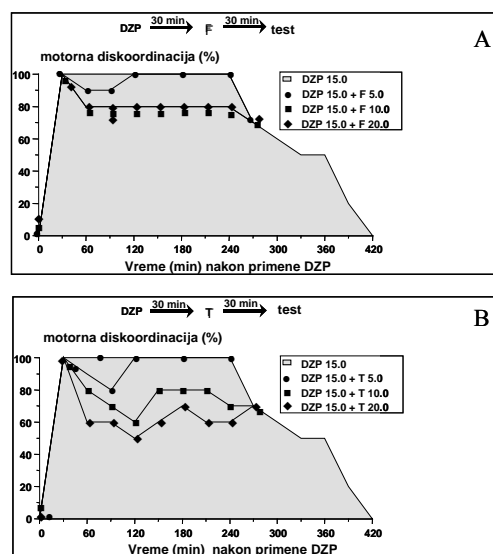 30 min 30 min
DZP F test
A
motorna diskoordinacija (%)
100
80
60
40
20
0
DZP 15.0
DZP 15.0 + F 5.0
DZP 15.0 + F 10.0
DZP 15.0 + F 20.0
0 60 120 180 240 300 360 420
Vreme (min) nakon primene DZP
30 min 30 min
DZP T test
B
motorna diskoordinacija (%)
100
80
60
40
20
0
DZP 15.0
DZP 15.0 + T 5.0
DZP 15.0 + T 10.0
DZP 15.0 + T 20.0
0 60 120 180 240 300 360 420
Vreme (min) nakon primene DZP